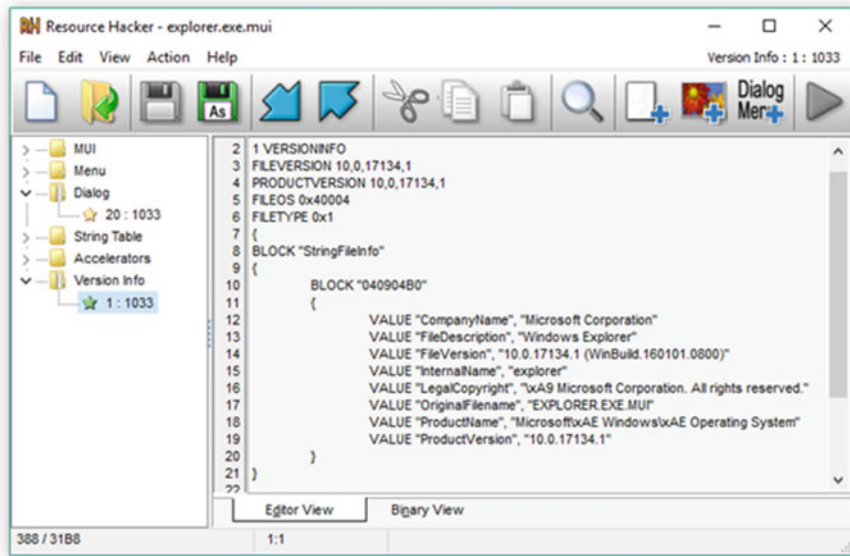 Resource Hacker - explorer.exe.mui
File Edit View Action Help
Version Info : 1 : 1033
As
Dialog
Menu
MUI
Menu
Dialog
20 : 1033
String Table
Accelerators
Version Info
1 : 1033
2 1 VERSIONINFO
3 FILEVERSION 10,0,17134,1
4 PRODUCTVERSION 10,0,17134,1
5 FILEOS 0x40004
6 FILETYPE 0x1
7 {
8 BLOCK "StringFileInfo"
9 {
10 BLOCK "040904B0"
11 {
12 VALUE "CompanyName", "Microsoft Corporation"
13 VALUE "FileDescription", "Windows Explorer"
14 VALUE "FileVersion", "10.0.17134.1 (WinBuild.160101.0800)"
15 VALUE "InternalName", "explorer"
16 VALUE "LegalCopyright", "\xA9 Microsoft Corporation. All rights reserved."
17 VALUE "OriginalFilename", "EXPLORER.EXE.MUI"
18 VALUE "ProductName", "Microsoft\xAE Windows\xAE Operating System"
19 VALUE "ProductVersion", "10.0.17134.1"
20 }
21 }
22
Editor View Binary View
388 / 31B8 1:1